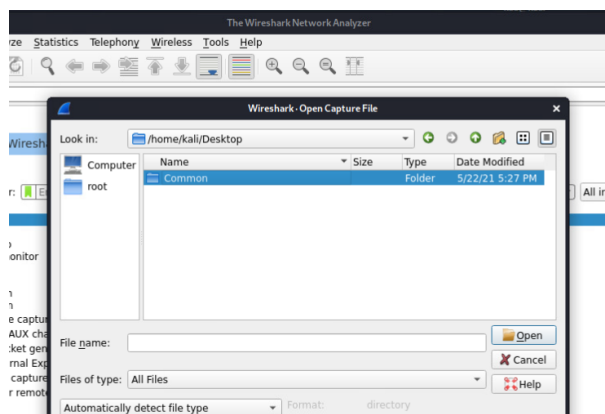 The Wireshark Network Analyzer
yze Statistics Telephony Wireless Tools Help
Wireshark · Open Capture File
Look in: /home/kali/Desktop
Wiresh
Computer
root
Name Size Type Date Modified
Common Folder 5/22/21 5:27 PM
r: All in
onitor
n
n
e captur
AUX cha
ket gen
rnal Exp
capture
r remot
File name:
Open
Cancel
Files of type: All Files
Help
Automatically detect file type Format: directory